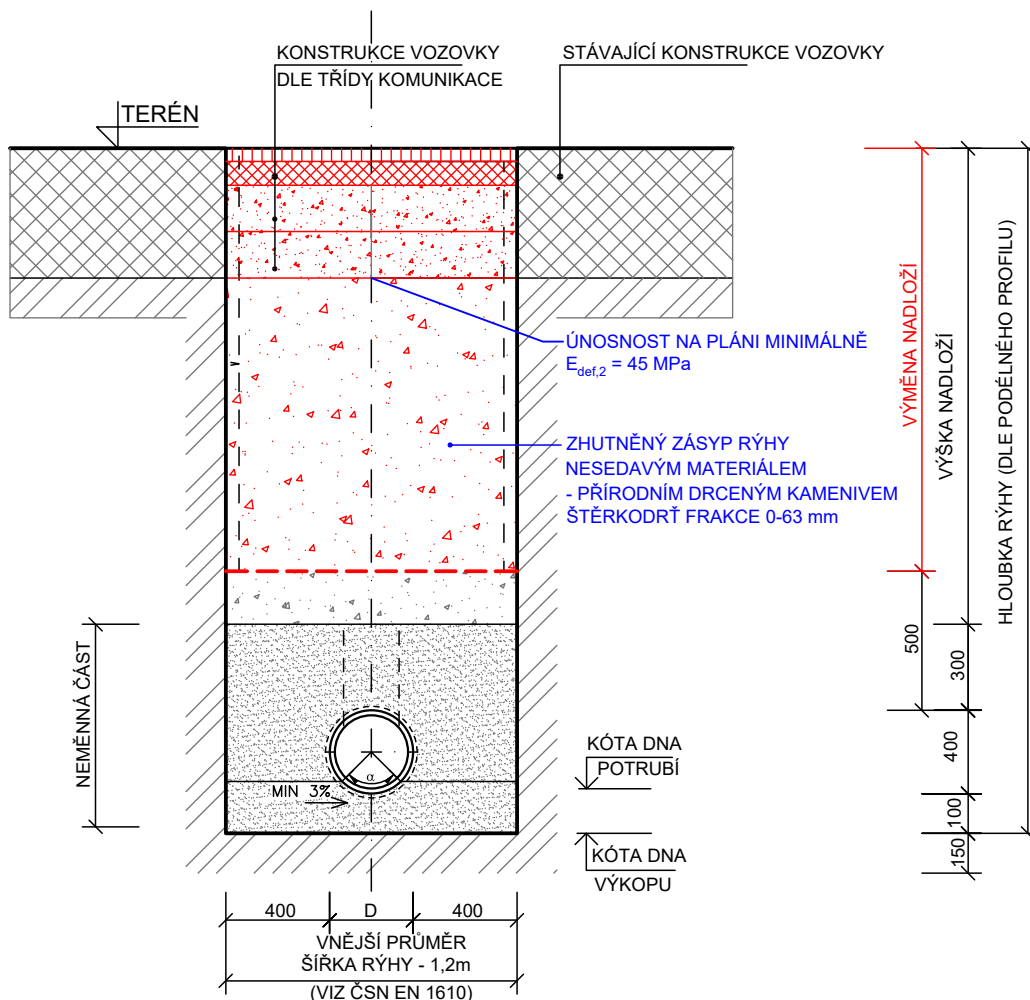 KONSTRUKCE VOZOVKY
DLE TŘÍDY KOMUNIKACE
STÁVAJÍCÍ KONSTRUKCE VOZOVKY
TERÉN
ÚNOSNOST NA PLÁNI MINIMÁLNĚ
Edef,2 = 45 MPa
ZHUTNĚNÝ ZÁSYP RÝHY
NESEDAVÝM MATERIÁLEM
- PŘÍRODNÍM DRCENÝM KAMENIVEM
ŠTĚRKODRŤ FRAKCE 0-63 mm
VÝMĚNA NADLOŽÍ
VÝŠKA NADLOŽÍ
HLOUBKA RÝHY (DLE PODÉLNÉHO PROFILU)
500
300
400
100
150
NEMĚNNÁ ČÁST
α
MIN 3%
KÓTA DNA
POTRUBÍ
KÓTA DNA
VÝKOPU
400
D
400
VNĚJŠÍ PRŮMĚR
ŠÍŘKA RÝHY - 1,2m
(VIZ ČSN EN 1610)